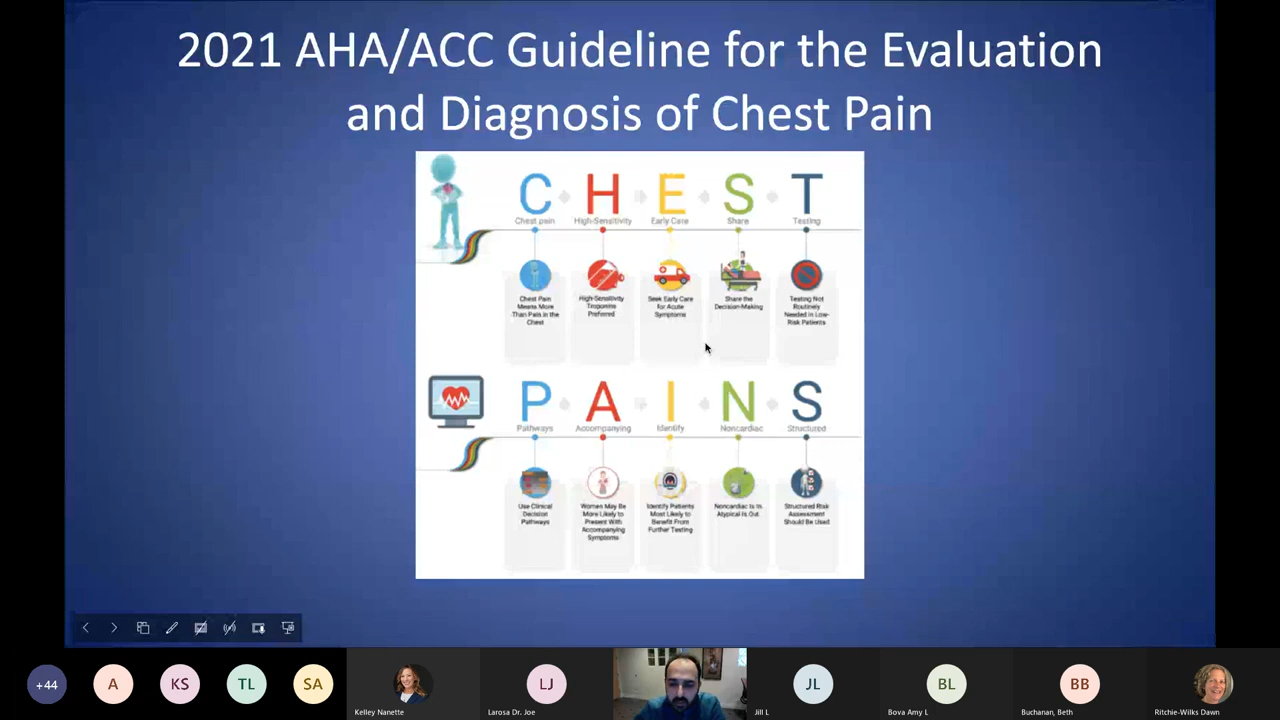 2021 AHA/ACC Guideline for the Evaluation
and Diagnosis of Chest Pain
C H E S T
Chest pain High-Sensitivity Early Care Share Testing
Chest Pain
Means More
Than Pain in the
Chest
High-Sensitivity
Troponins
Preferred
Seek Early Care
for Acute
Symptoms
Share the
Decision-Making
Testing Not
Routinely
Needed in Low-
Risk Patients
P A I N S
Pathways Accompanying Identify Noncardiac Structured
Use Clinical
Decision
Pathways
Women May Be
More Likely to
Present With
Accompanying
Symptoms
Identify Patients
Most Likely to
Benefit From
Further Testing
Noncardiac Is In.
Atypical Is Out.
Structured Risk
Assessment
Should Be Used
+44 A KS TL SA LJ JL BL BB
Kelley Nanette Larosa Dr. Joe Jill L Bova Amy L Buchanan, Beth Ritchie-Wilks Dawn